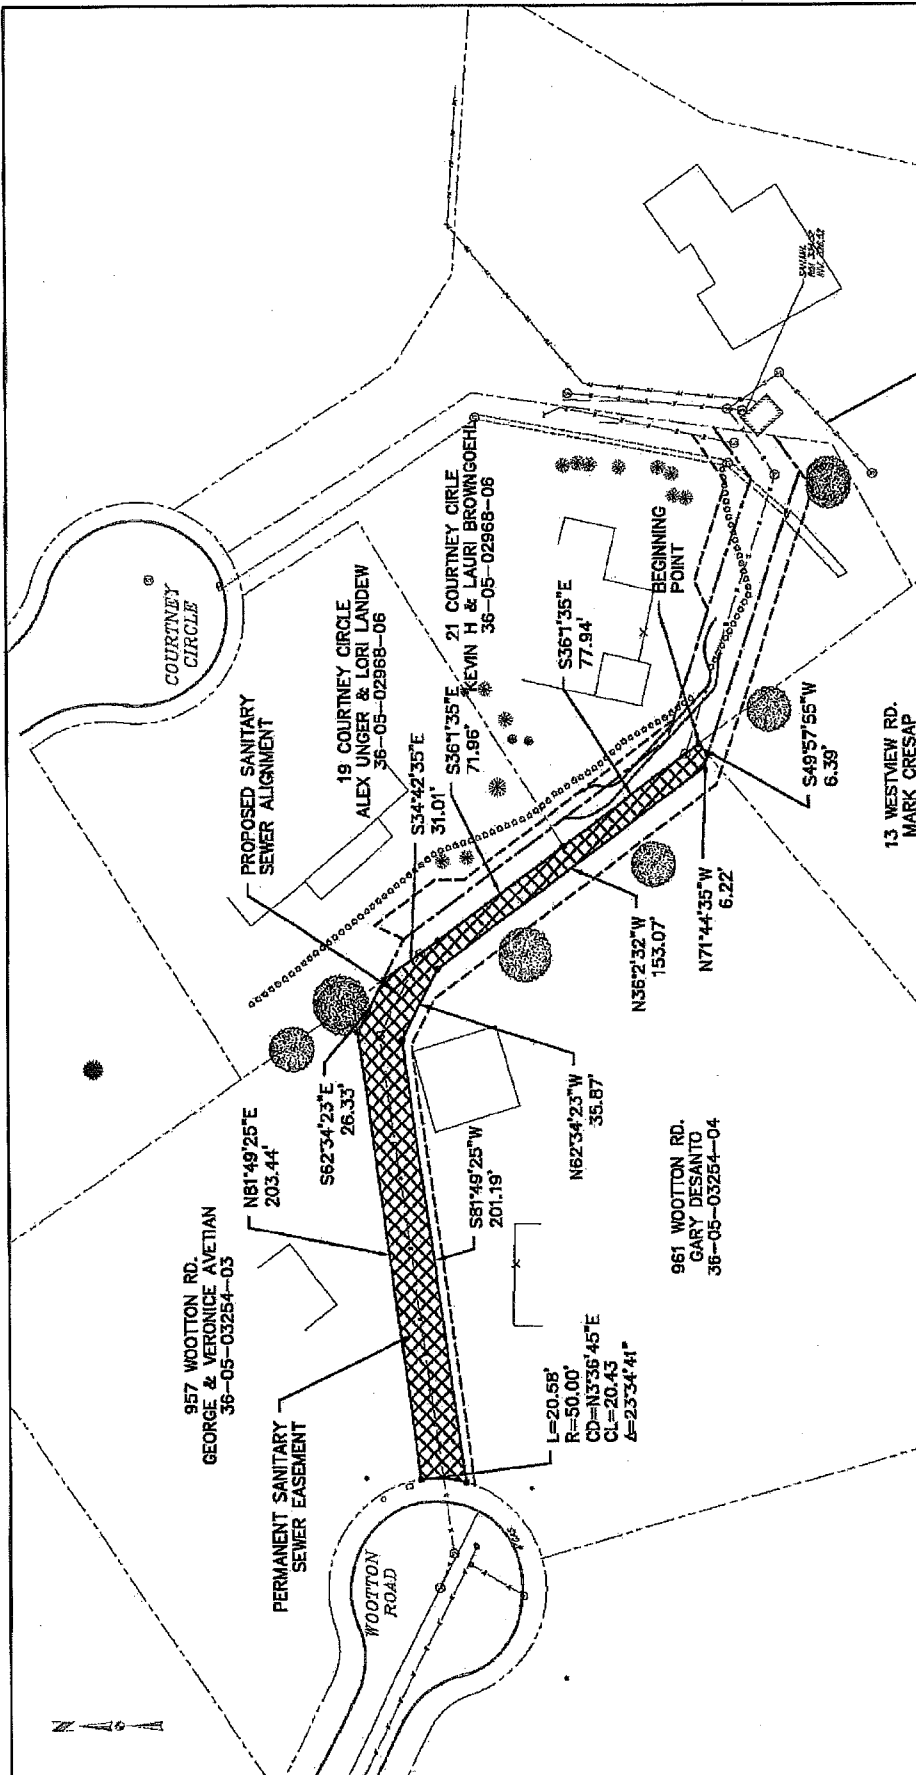 957 WOOTTON RD.
GEORGE & VERONICE AVETIAN
36-05-03254-03
PERMANENT SANITARY
SEWER EASEMENT
N81°49'25"E
203.44'
S62°34'23"E
26.33'
PROPOSED SANITARY
SEWER ALIGNMENT
COURTNEY
CIRCLE
19 COURTNEY CIRCLE
ALEX UNGER & LORI LANDEW
36-05-02968-06
S34°42'35"E
31.01'
S36°1'35"E
71.96'
21 COURTNEY CIRLE
KEVIN H & LAURI BROWNGOEHL
36-05-02968-06
S36°1'35"E
77.94'
BEGINNING
POINT
SAN.MH.
WOOTTON
ROAD
L=20.58'
R=50.00'
CD=N3°36'45"E
CL=20.43
Δ=23°34'41"
S81°49'25"W
201.19'
N62°34'23"W
35.87'
N36°2'32"W
153.07'
N71°44'35"W
6.22'
S49°57'55"W
6.39'
961 WOOTTON RD.
GARY DESANTO
36-05-03254-04
13 WESTVIEW RD.
MARK CRESAP
N